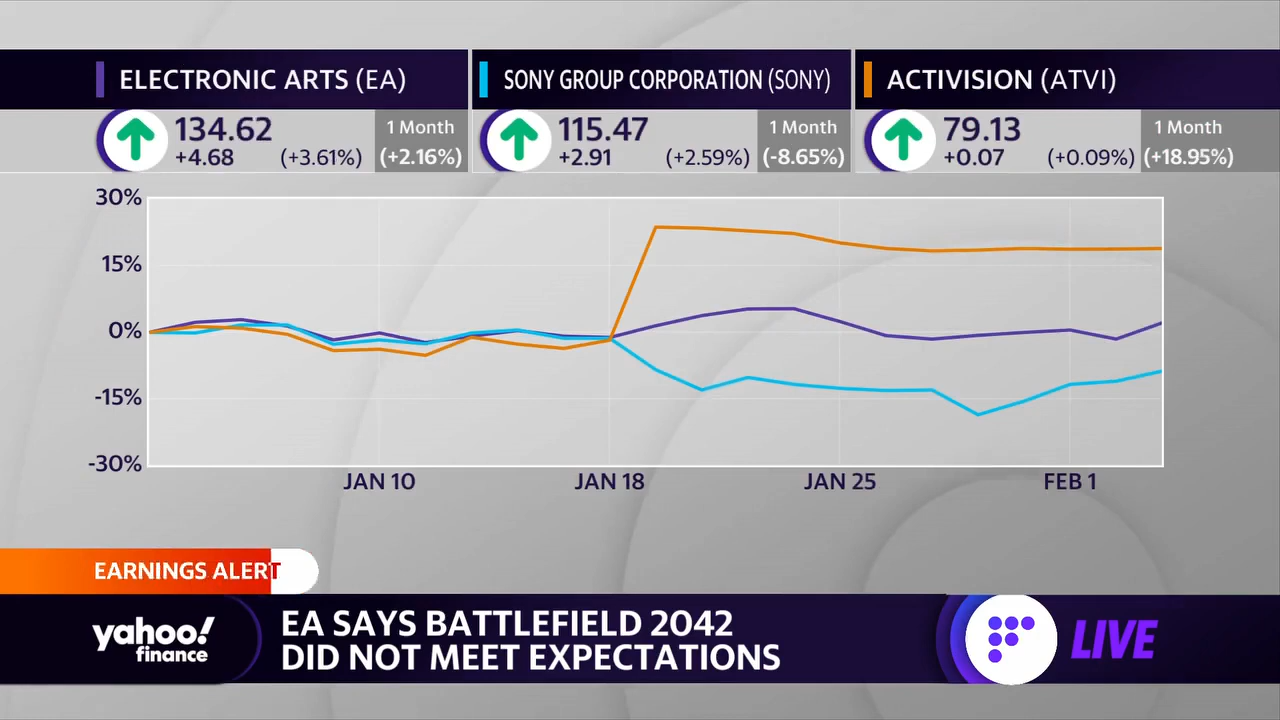 ELECTRONIC ARTS (EA)
134.62
+4.68 (+3.61%)
1 Month
(+2.16%)
SONY GROUP CORPORATION (SONY)
115.47
+2.91 (+2.59%)
1 Month
(-8.65%)
ACTIVISION (ATVI)
79.13
+0.07 (+0.09%)
1 Month
(+18.95%)
30%
15%
0%
-15%
-30%
JAN 10 JAN 18 JAN 25 FEB 1
EARNINGS ALERT
yahoo!
finance
EA SAYS BATTLEFIELD 2042
DID NOT MEET EXPECTATIONS
LIVE